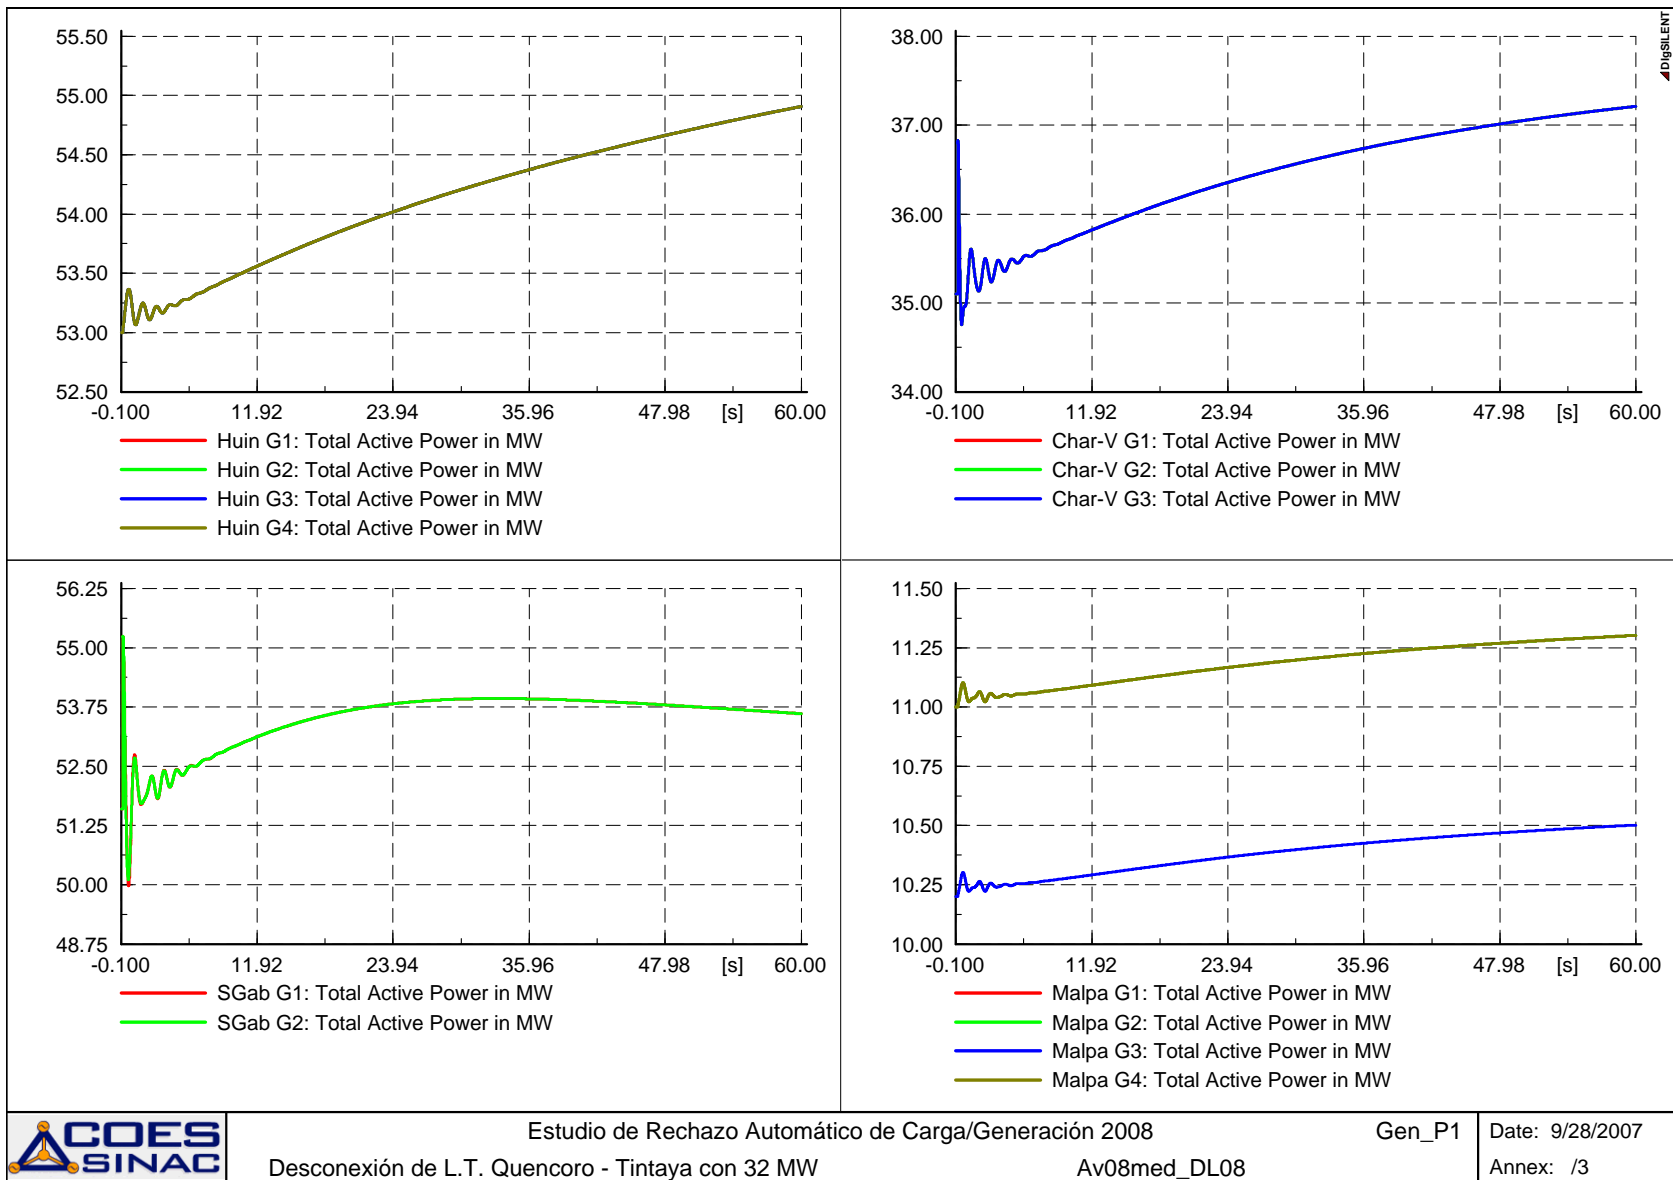 55.50
55.00
54.50
54.00
53.50
53.00
52.50
-0.100 11.92 23.94 35.96 47.98 [s] 60.00
Huin G1: Total Active Power in MW
Huin G2: Total Active Power in MW
Huin G3: Total Active Power in MW
Huin G4: Total Active Power in MW
38.00
37.00
36.00
35.00
34.00
-0.100 11.92 23.94 35.96 47.98 [s] 60.00
Char-V G1: Total Active Power in MW
Char-V G2: Total Active Power in MW
Char-V G3: Total Active Power in MW
DIgSILENT
56.25
55.00
53.75
52.50
51.25
50.00
48.75
-0.100 11.92 23.94 35.96 47.98 [s] 60.00
SGab G1: Total Active Power in MW
SGab G2: Total Active Power in MW
11.50
11.25
11.00
10.75
10.50
10.25
10.00
-0.100 11.92 23.94 35.96 47.98 [s] 60.00
Malpa G1: Total Active Power in MW
Malpa G2: Total Active Power in MW
Malpa G3: Total Active Power in MW
Malpa G4: Total Active Power in MW
COES
SINAC
Estudio de Rechazo Automático de Carga/Generación 2008 Gen_P1
Desconexión de L.T. Quencoro - Tintaya con 32 MW Av08med_DL08
Date: 9/28/2007
Annex: /3